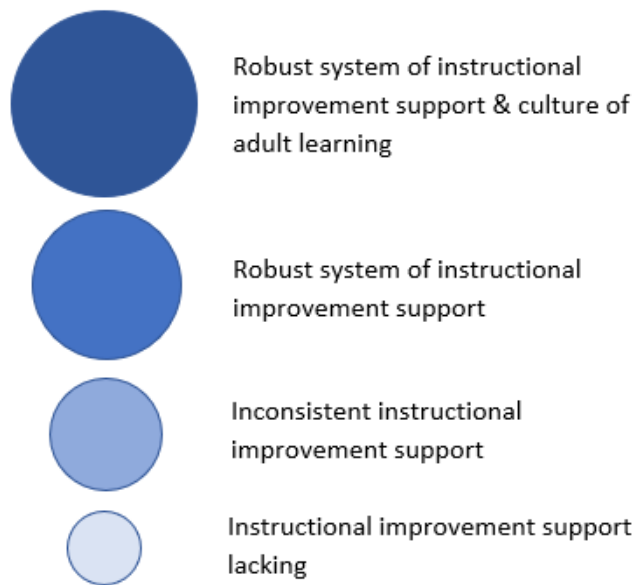 Robust system of instructional
improvement support & culture of
adult learning
Robust system of instructional
improvement support
Inconsistent instructional
improvement support
Instructional improvement support
lacking